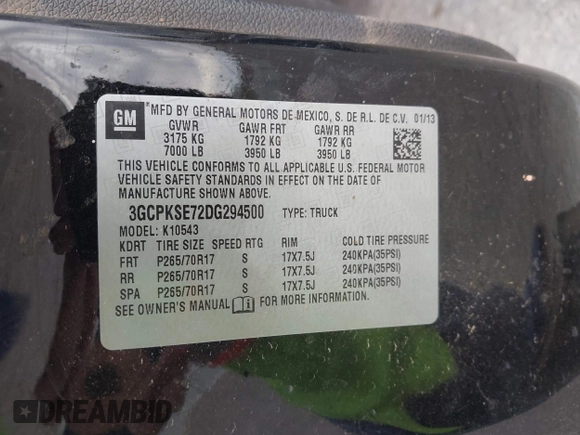 GM
*MFD BY GENERAL MOTORS DE MEXICO, S. DE R.L. DE C.V. 01/13
GVWR GAWR FRT GAWR RR
3175 KG 1792 KG 1792 KG
7000 LB 3950 LB 3950 LB
THIS VEHICLE CONFORMS TO ALL APPLICABLE U.S. FEDERAL MOTOR
VEHICLE SAFETY STANDARDS IN EFFECT ON THE DATE OF
MANUFACTURE SHOWN ABOVE.
3GCPKSE72DG294500 TYPE: TRUCK
MODEL: K10543
KDRT TIRE SIZE SPEED RTG RIM COLD TIRE PRESSURE
FRT P265/70R17 S 17X7.5J 240KPA(35PSI)
RR P265/70R17 S 17X7.5J 240KPA(35PSI)
SPA P265/70R17 S 17X7.5J 240KPA(35PSI)
SEE OWNER'S MANUAL FOR MORE INFORMATION.
DREAMBID